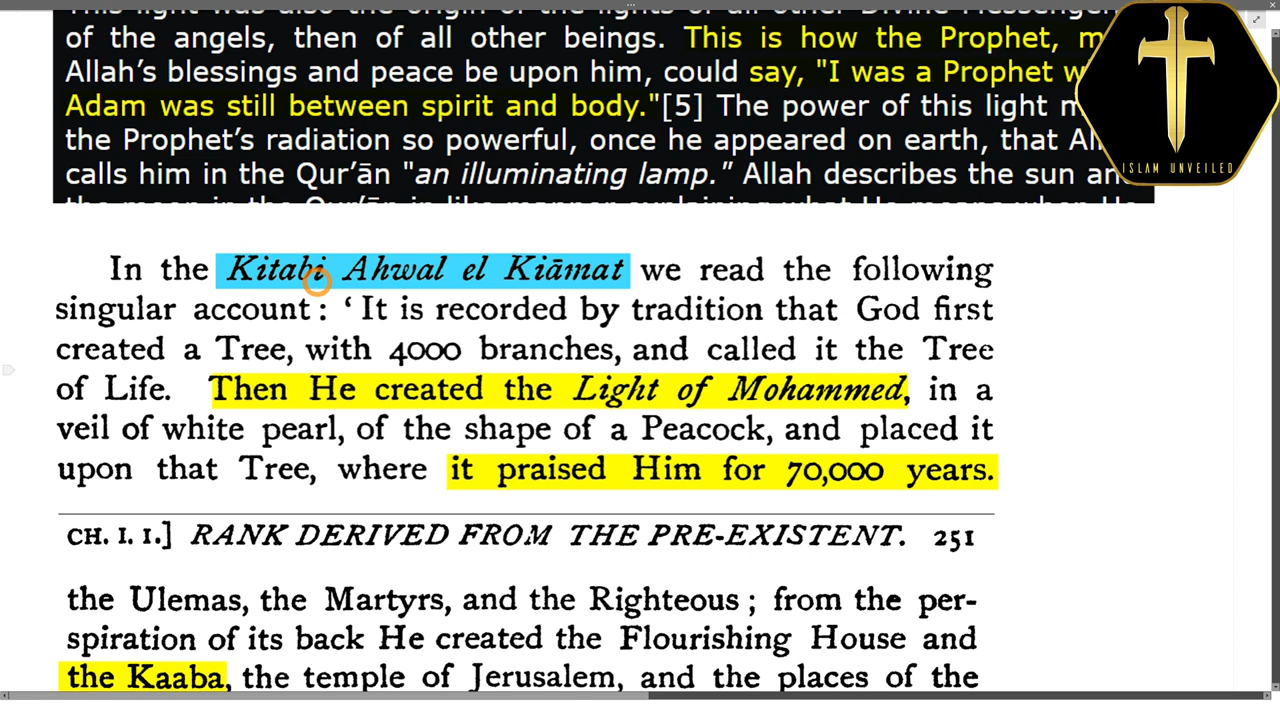 of the angels, then of all other beings. This is how the Prophet,
Allah's blessings and peace be upon him, could say, "I was a Prophet
Adam was still between spirit and body."[5] The power of this light
the Prophet's radiation so powerful, once he appeared on earth, that
calls him in the Qur'ān "an illuminating lamp." Allah describes the sun
ISLAM UNVEILED
In the Kitabi Ahwal el Kiāmat we read the following
singular account : ‘ It is recorded by tradition that God first
created a Tree, with 4000 branches, and called it the Tree
of Life. Then He created the Light of Mohammed, in a
veil of white pearl, of the shape of a Peacock, and placed it
upon that Tree, where it praised Him for 70,000 years.
CH. I. 1.] RANK DERIVED FROM THE PRE-EXISTENT. 251
the Ulemas, the Martyrs, and the Righteous ; from the per-
spiration of its back He created the Flourishing House and
the Kaaba, the temple of Jerusalem, and the places of the